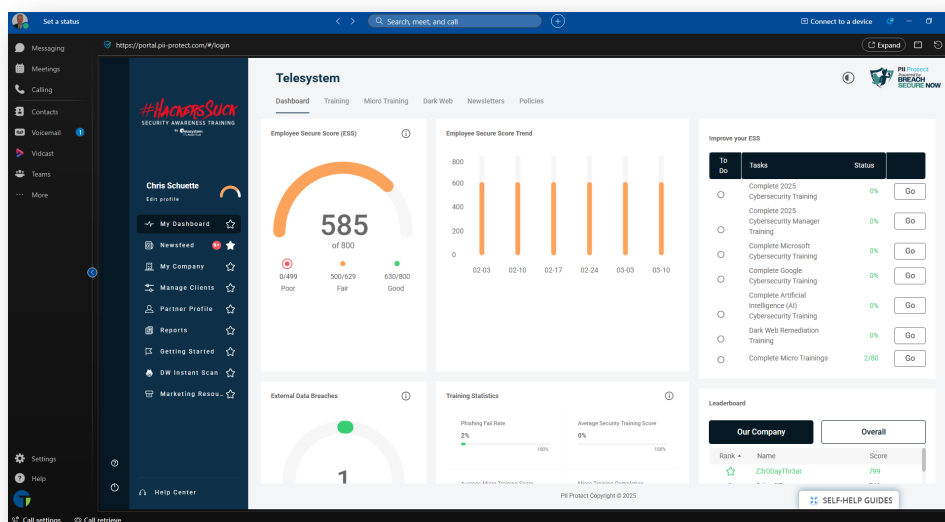 Set a status
Search, meet, and call
Connect to a device
Messaging
Meetings
Calling
Contacts
Voicemail 1
Vidcast
Teams
More
Settings
Help
Call settings
Call retrieve
https://portal.pii-protect.com/#/login
Expand
#HackersSuck
SECURITY AWARENESS TRAINING
Chris Schuette
Edit profile
My Dashboard
Newsfeed
My Company
Manage Clients
Partner Profile
Reports
Getting Started
DW Instant Scan
Marketing Resou...
Help Center
Telesystem
PII Protect
BREACH
SECURE NOW
Dashboard Training Micro Training Dark Web Newsletters Policies
Employee Secure Score (ESS)
585
of 800
0/499 500/629 630/800
Poor Fair Good
Employee Secure Score Trend
800
600
400
200
0
02-03 02-10 02-17 02-24 03-03 03-10
Improve your ESS
To Do Tasks Status
Complete 2025
Cybersecurity Training 0% Go
Complete 2025
Cybersecurity Manager
Training 0% Go
Complete Microsoft
Cybersecurity Training 0% Go
Complete Google
Cybersecurity Training 0% Go
Complete Artificial
Intelligence (AI)
Cybersecurity Training 0% Go
Dark Web Remediation
Training 0% Go
Complete Micro Trainings 2/80 Go
External Data Breaches
1
Training Statistics
Phishing Fail Rate
2%
100%
Average Security Training Score
0%
100%
Average Micro Training Score
Micro Training Completion
Leaderboard
Our Company Overall
Rank Name Score
Z3r00ayThr3at 799
PII Protect Copyright © 2025
SELF-HELP GUIDES